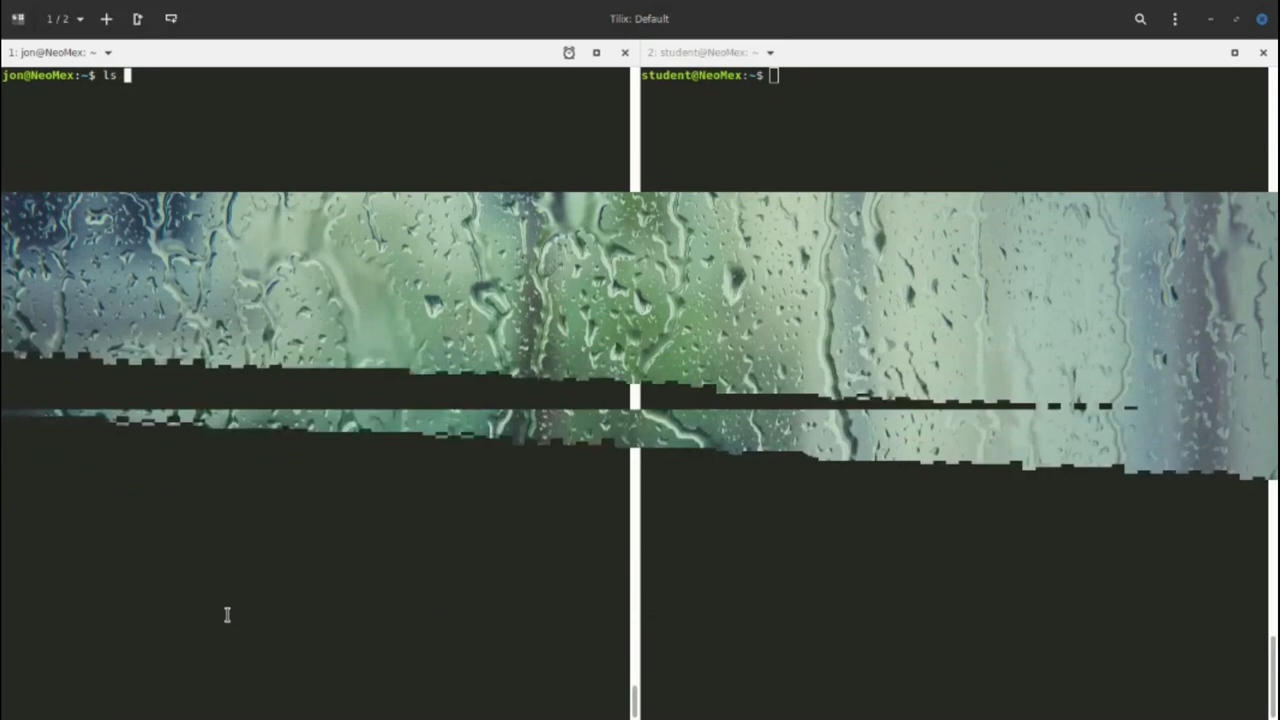 1 / 2
Tilix: Default
1: jon@NeoMex: ~
2: student@NeoMex: ~
jon@NeoMex:~$ ls
student@NeoMex:~$